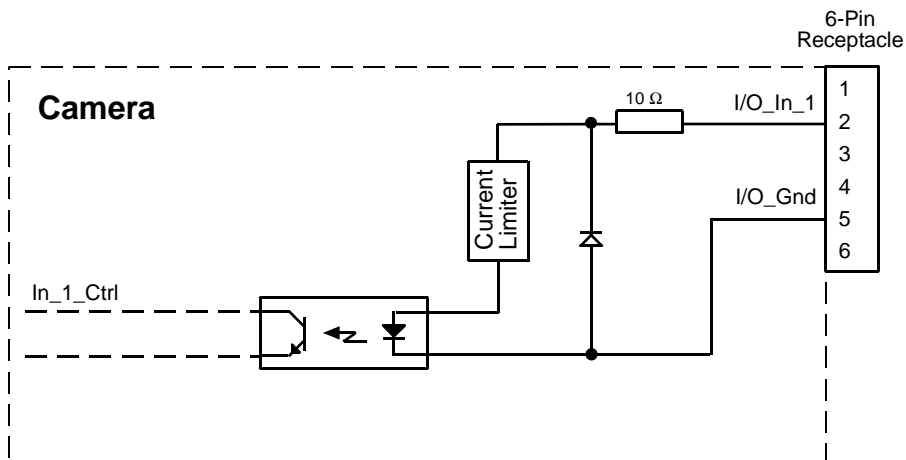 6-Pin
Receptacle
Camera
10 Ω
I/O_In_1
1
2
3
4
5
6
I/O_Gnd
Current
Limiter
In_1_Ctrl